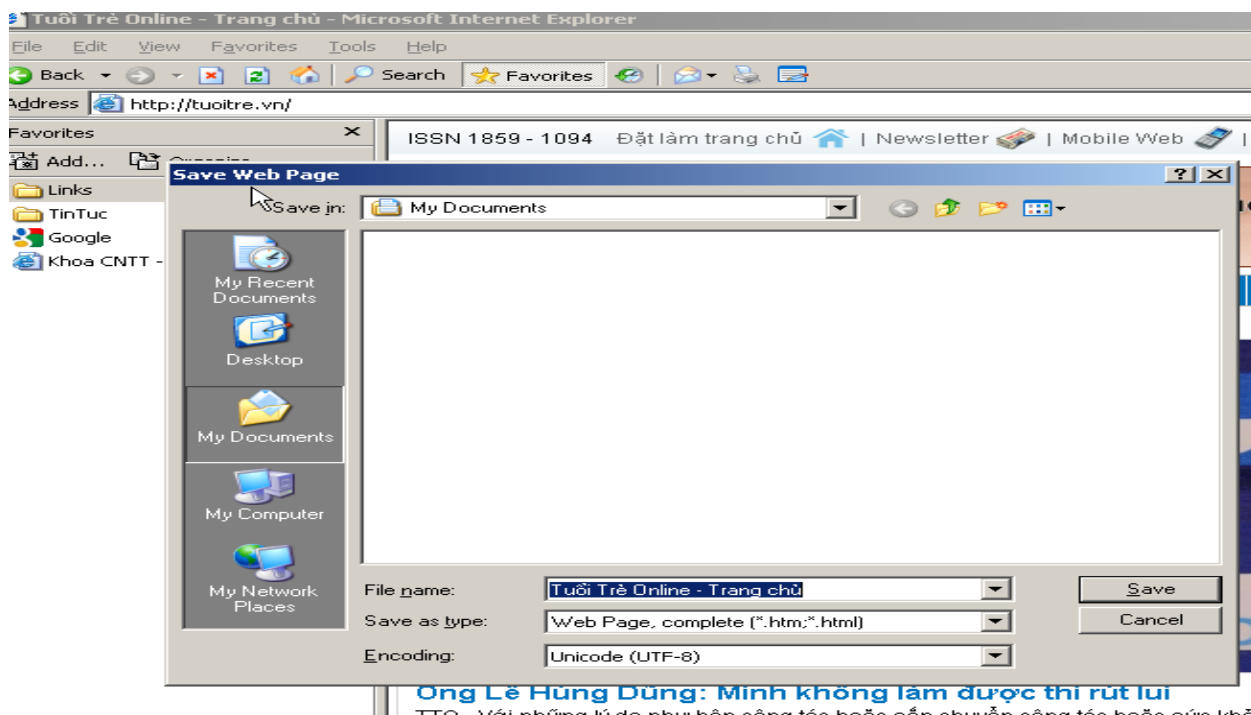 Tuổi Trẻ Online - Trang chủ - Microsoft Internet Explorer
File Edit View Favorites Tools Help
Back Search Favorites
Address http://tuoitre.vn/
Favorites
ISSN 1859 - 1094 Đặt làm trang chủ | Newsletter | Mobile Web |
Add...
Links
TinTuc
Google
Khoa CNTT -
Save Web Page
Save in: My Documents
My Recent
Documents
Desktop
My Documents
My Computer
My Network
Places
File name: Tuổi Trẻ Online - Trang chủ
Save
Save as type: Web Page, complete (*.htm;*.html)
Cancel
Encoding: Unicode (UTF-8)
Ông Lê Hùng Dũng: Mình không làm được thì rút lui